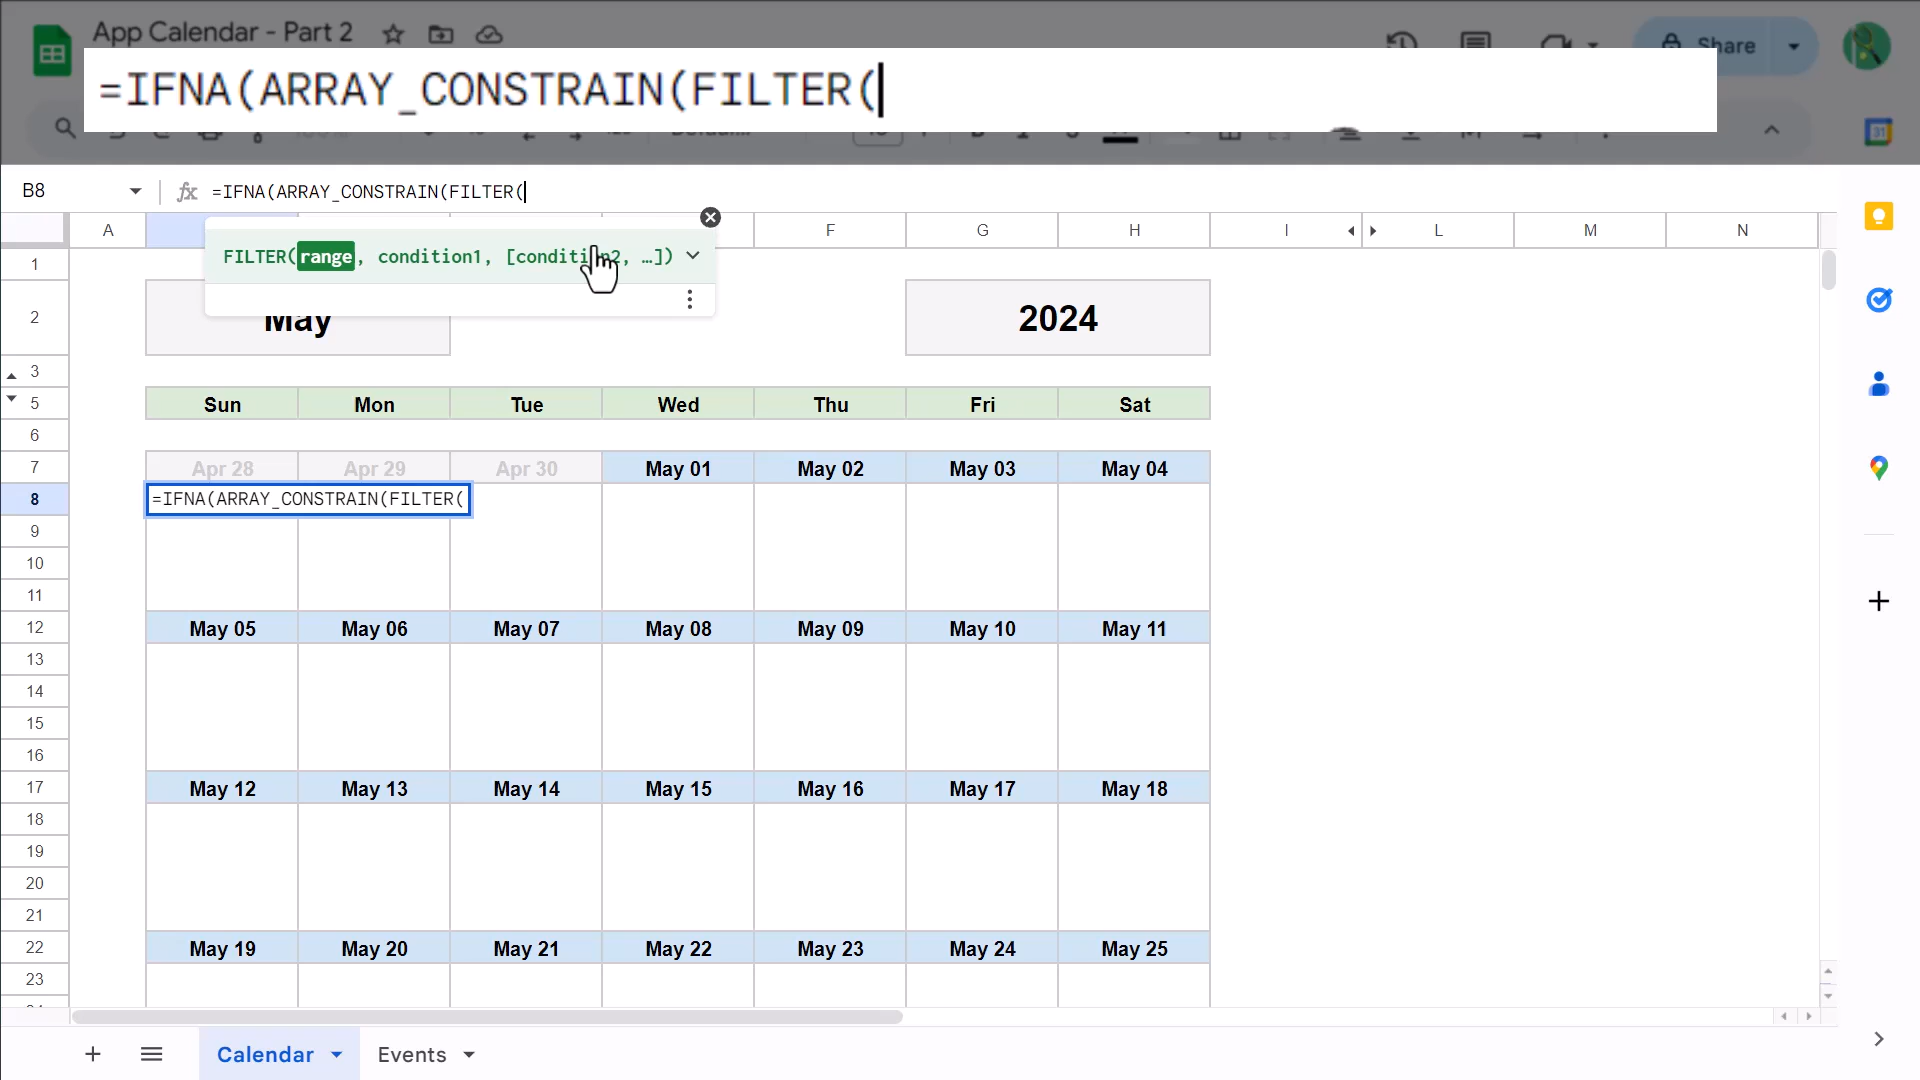 App Calendar - Part 2
Share
=IFNA(ARRAY_CONSTRAIN(FILTER(
B8
fx =IFNA(ARRAY_CONSTRAIN(FILTER(
A F G H I L M N
FILTER(range, condition1, [condition2, …])
1
2 May 2024
3
5 Sun Mon Tue Wed Thu Fri Sat
6
7 Apr 28 Apr 29 Apr 30 May 01 May 02 May 03 May 04
8 =IFNA(ARRAY_CONSTRAIN(FILTER(
9
10
11
12 May 05 May 06 May 07 May 08 May 09 May 10 May 11
13
14
15
16
17 May 12 May 13 May 14 May 15 May 16 May 17 May 18
18
19
20
21
22 May 19 May 20 May 21 May 22 May 23 May 24 May 25
23
Calendar Events
31